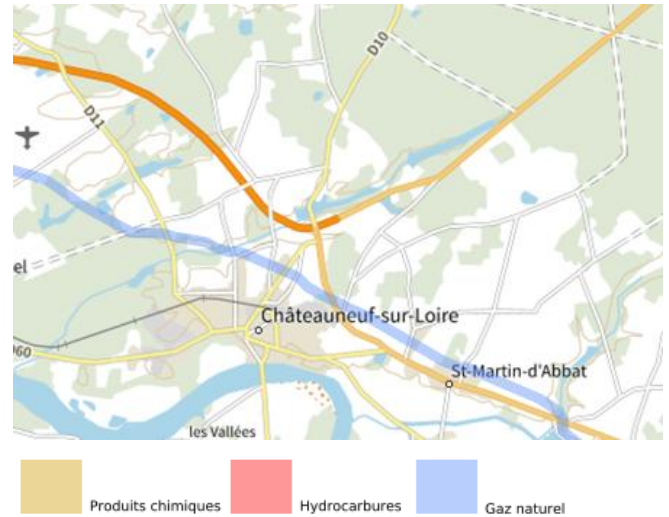 D10
D11
el
Châteauneuf-sur-Loire
960
St-Martin-d'Abbat
les Vallées
Produits chimiques
Hydrocarbures
Gaz naturel